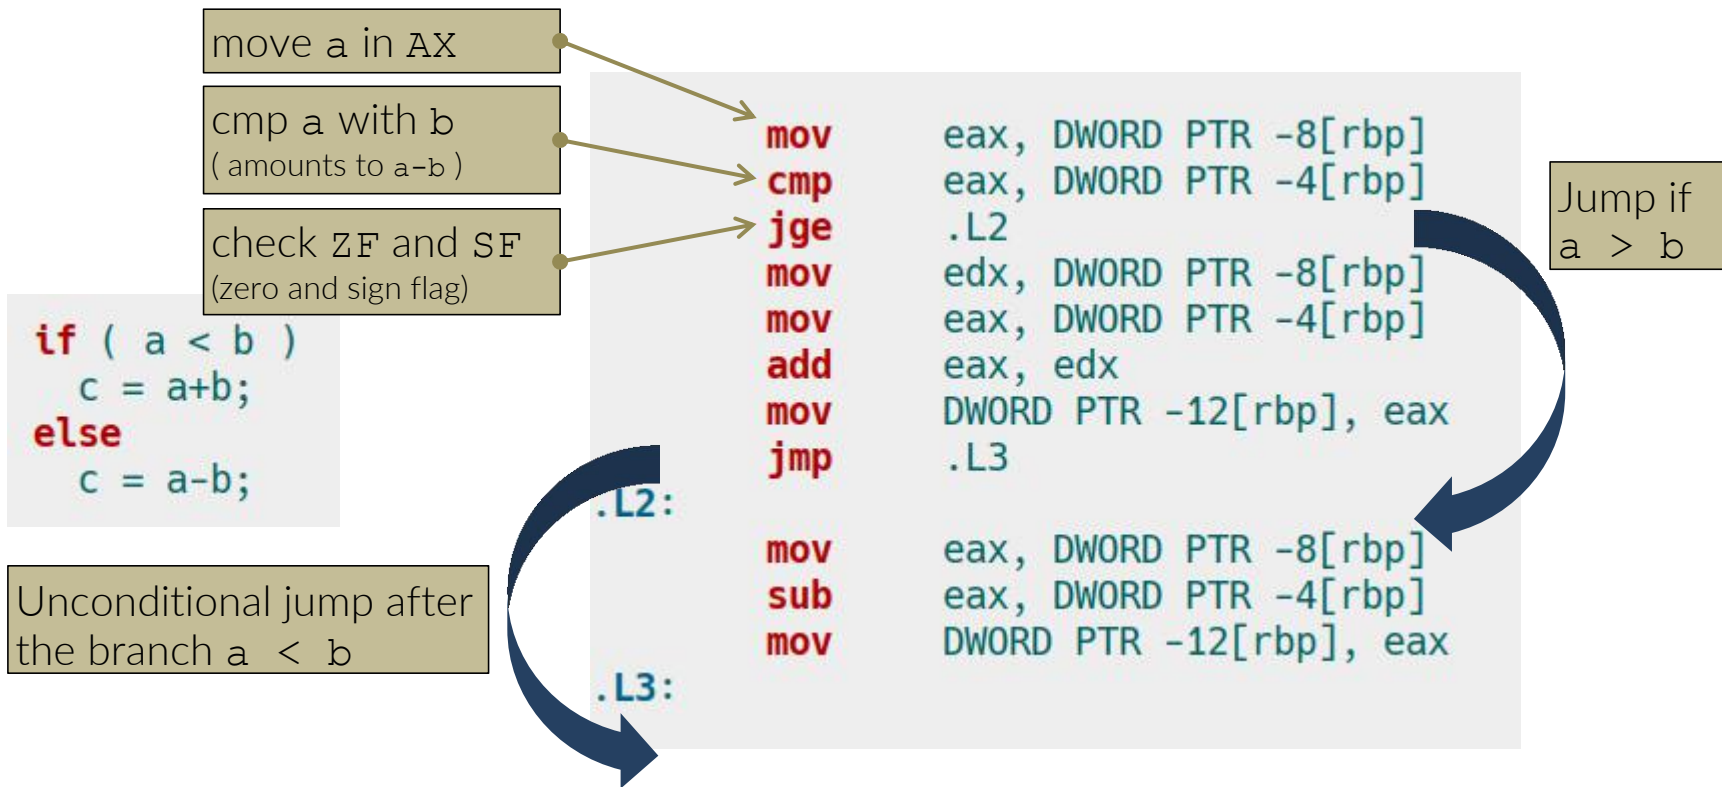 move a in AX
cmp a with b
( amounts to a-b )
check ZF and SF
(zero and sign flag)
if ( a < b )
  c = a+b;
else
  c = a-b;
Unconditional jump after
the branch a < b
mov eax, DWORD PTR -8[rbp]
cmp eax, DWORD PTR -4[rbp]
jge .L2
mov edx, DWORD PTR -8[rbp]
mov eax, DWORD PTR -4[rbp]
add eax, edx
mov DWORD PTR -12[rbp], eax
jmp .L3
.L2:
mov eax, DWORD PTR -8[rbp]
sub eax, DWORD PTR -4[rbp]
mov DWORD PTR -12[rbp], eax
.L3:
Jump if
a > b